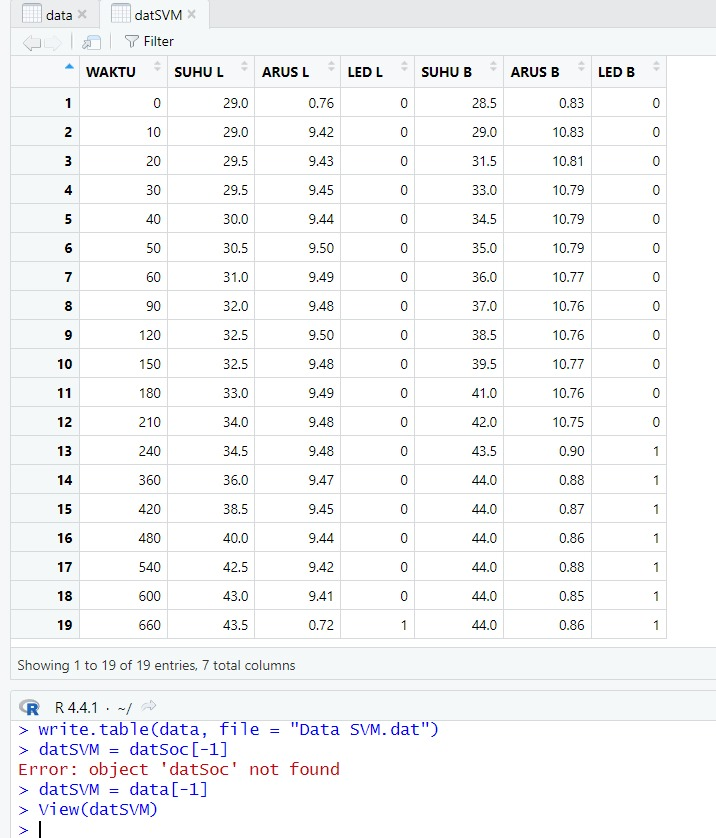 data datSVM
Filter
WAKTU SUHU L ARUS L LED L SUHU B ARUS B LED B
1 0 29.0 0.76 0 28.5 0.83 0
2 10 29.0 9.42 0 29.0 10.83 0
3 20 29.5 9.43 0 31.5 10.81 0
4 30 29.5 9.45 0 33.0 10.79 0
5 40 30.0 9.44 0 34.5 10.79 0
6 50 30.5 9.50 0 35.0 10.79 0
7 60 31.0 9.49 0 36.0 10.77 0
8 90 32.0 9.48 0 37.0 10.76 0
9 120 32.5 9.50 0 38.5 10.76 0
10 150 32.5 9.48 0 39.5 10.77 0
11 180 33.0 9.49 0 41.0 10.76 0
12 210 34.0 9.48 0 42.0 10.75 0
13 240 34.5 9.48 0 43.5 0.90 1
14 360 36.0 9.47 0 44.0 0.88 1
15 420 38.5 9.45 0 44.0 0.87 1
16 480 40.0 9.44 0 44.0 0.86 1
17 540 42.5 9.42 0 44.0 0.88 1
18 600 43.0 9.41 0 44.0 0.85 1
19 660 43.5 0.72 1 44.0 0.86 1
Showing 1 to 19 of 19 entries, 7 total columns
R R 4.4.1 · ~/
> write.table(data, file = "Data SVM.dat")
> datSVM = datSoc[-1]
Error: object 'datSoc' not found
> datSVM = data[-1]
> View(datSVM)
>